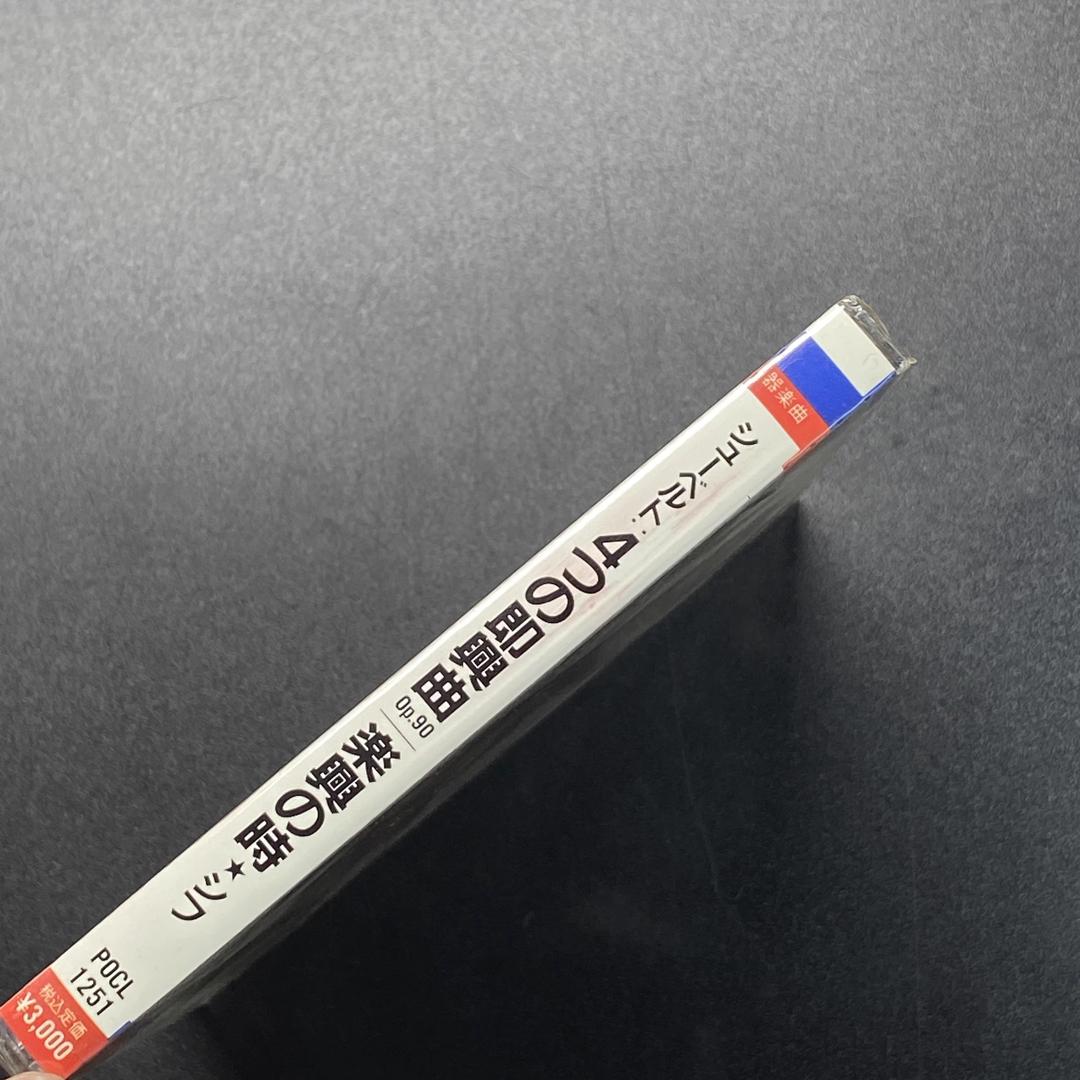 器楽曲
シューベルト:
4つの即興曲
Op.90
楽興の時★シフ
POCL
1251
税込定価
¥3,000